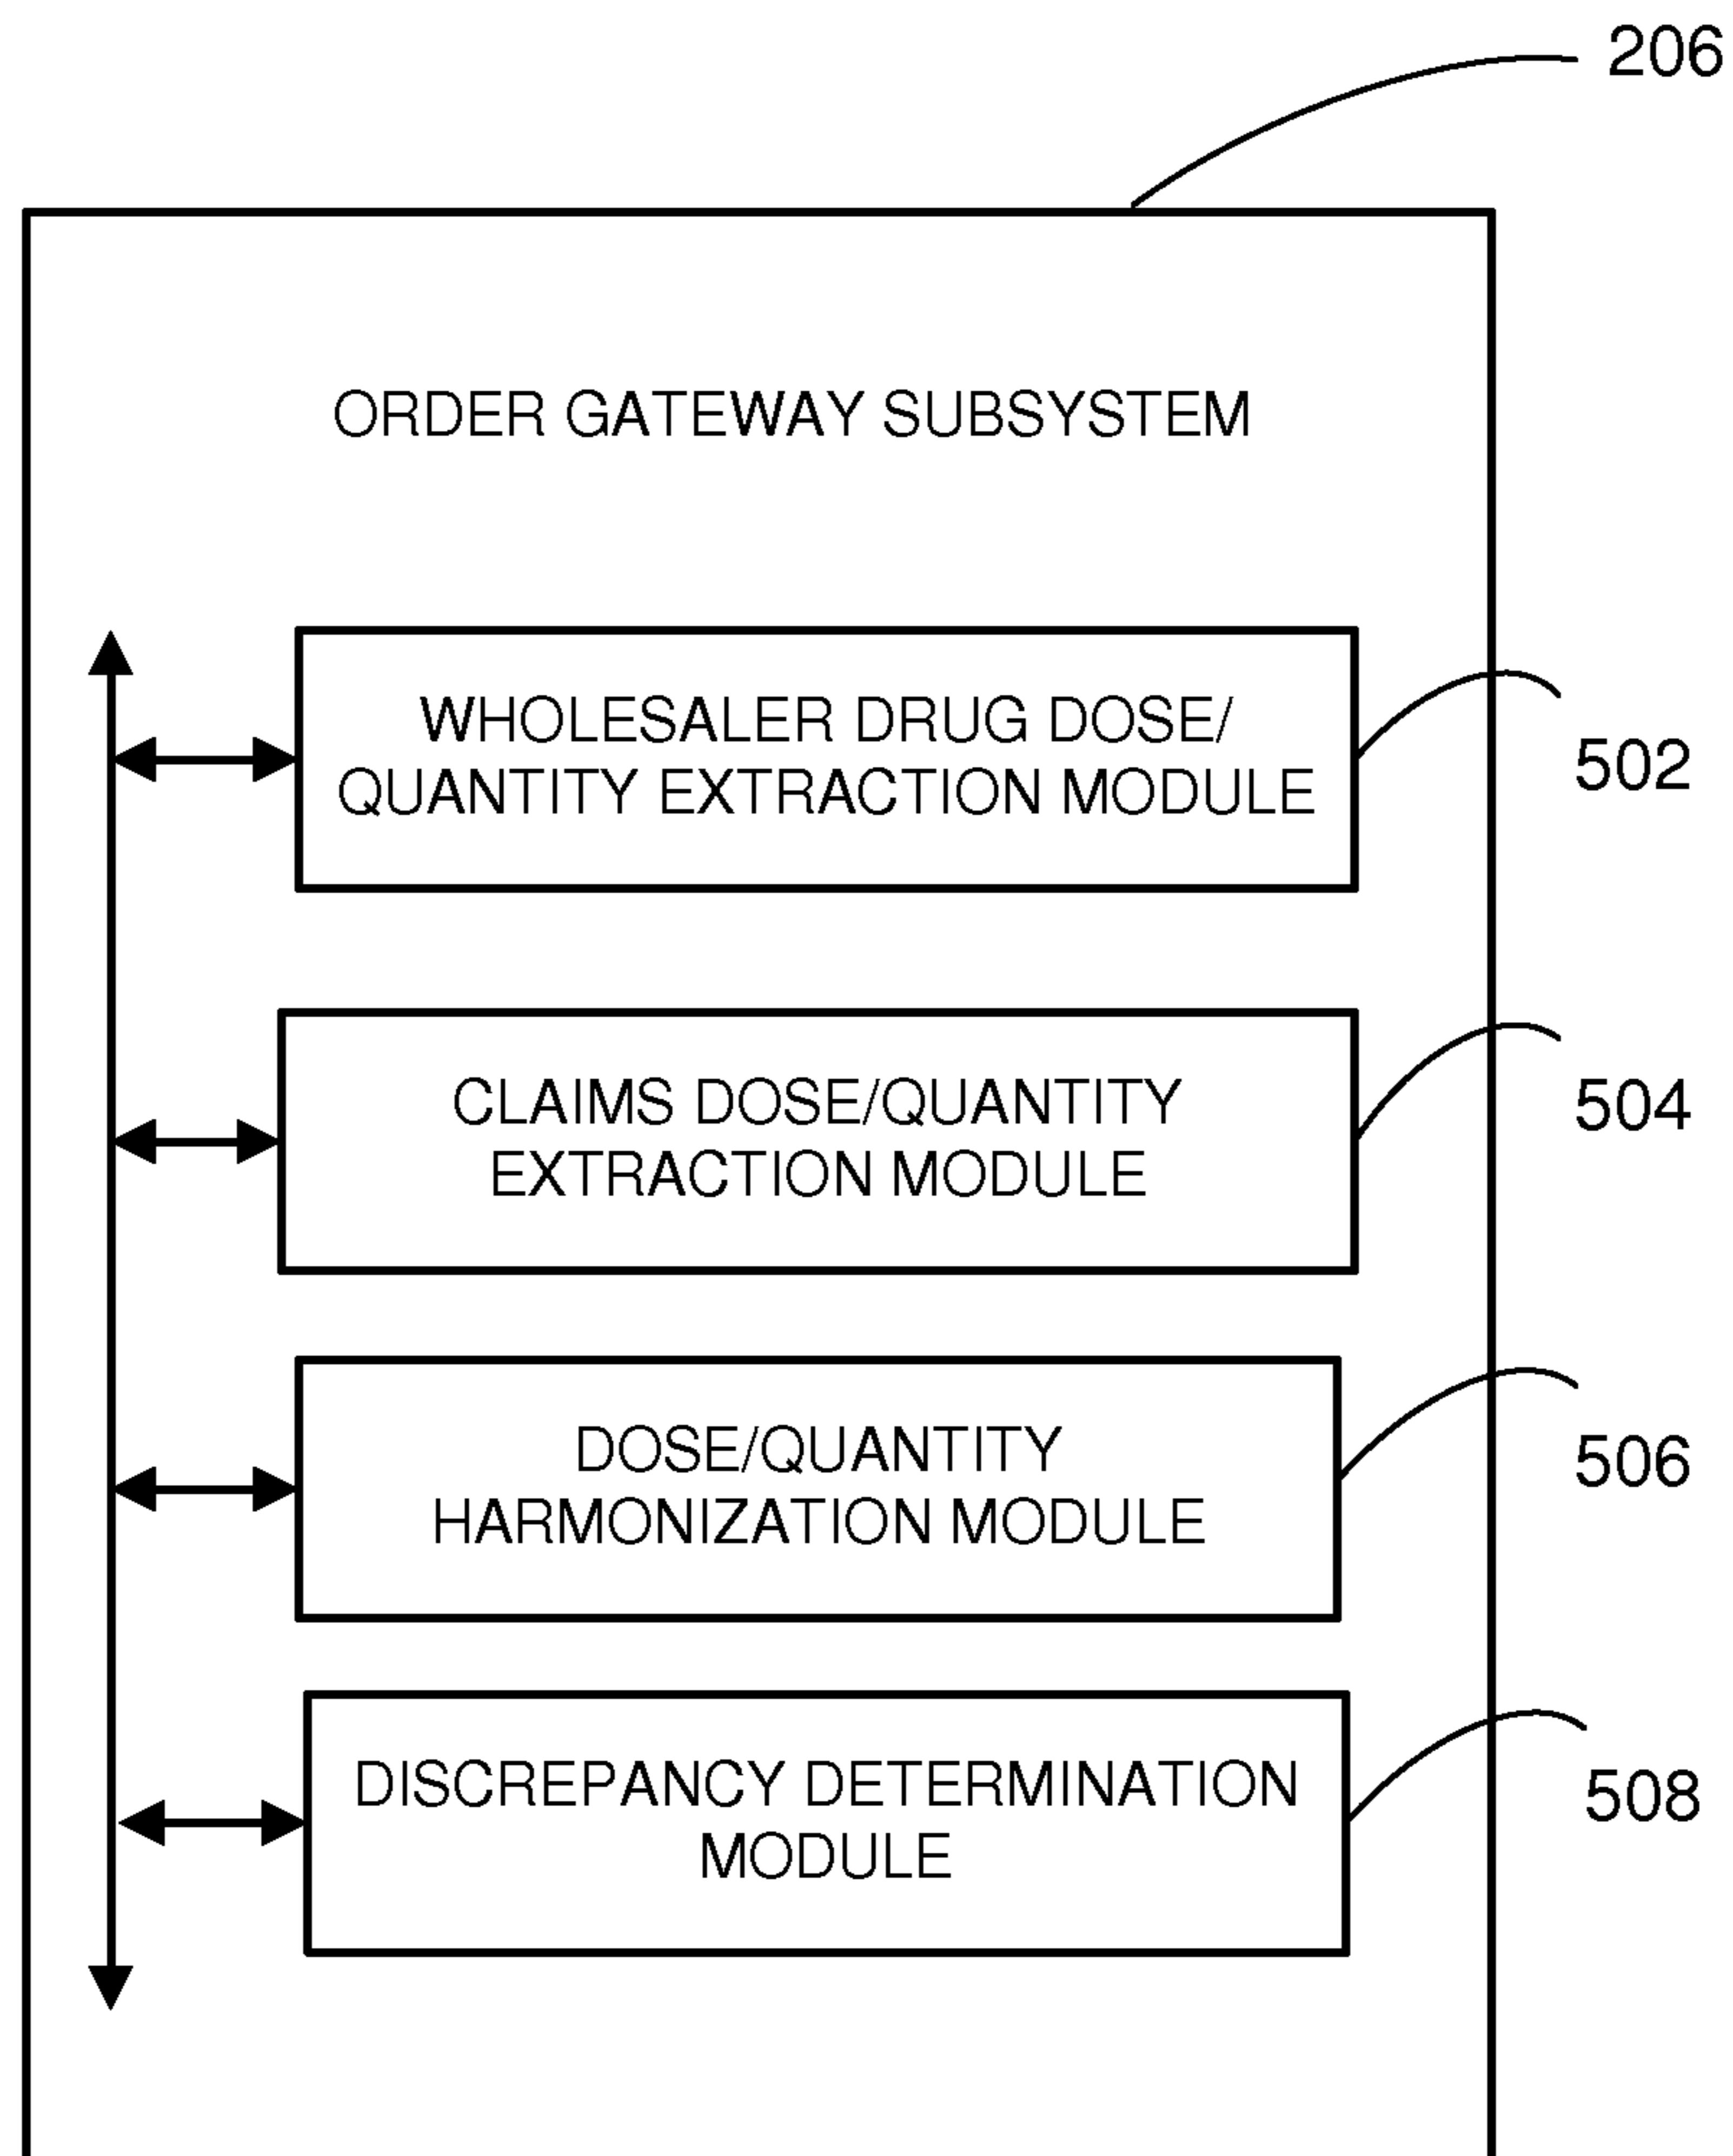 206
ORDER GATEWAY SUBSYSTEM
WHOLESALER DRUG DOSE/
QUANTITY EXTRACTION MODULE
502
CLAIMS DOSE/QUANTITY
EXTRACTION MODULE
504
DOSE/QUANTITY
HARMONIZATION MODULE
506
DISCREPANCY DETERMINATION
MODULE
508